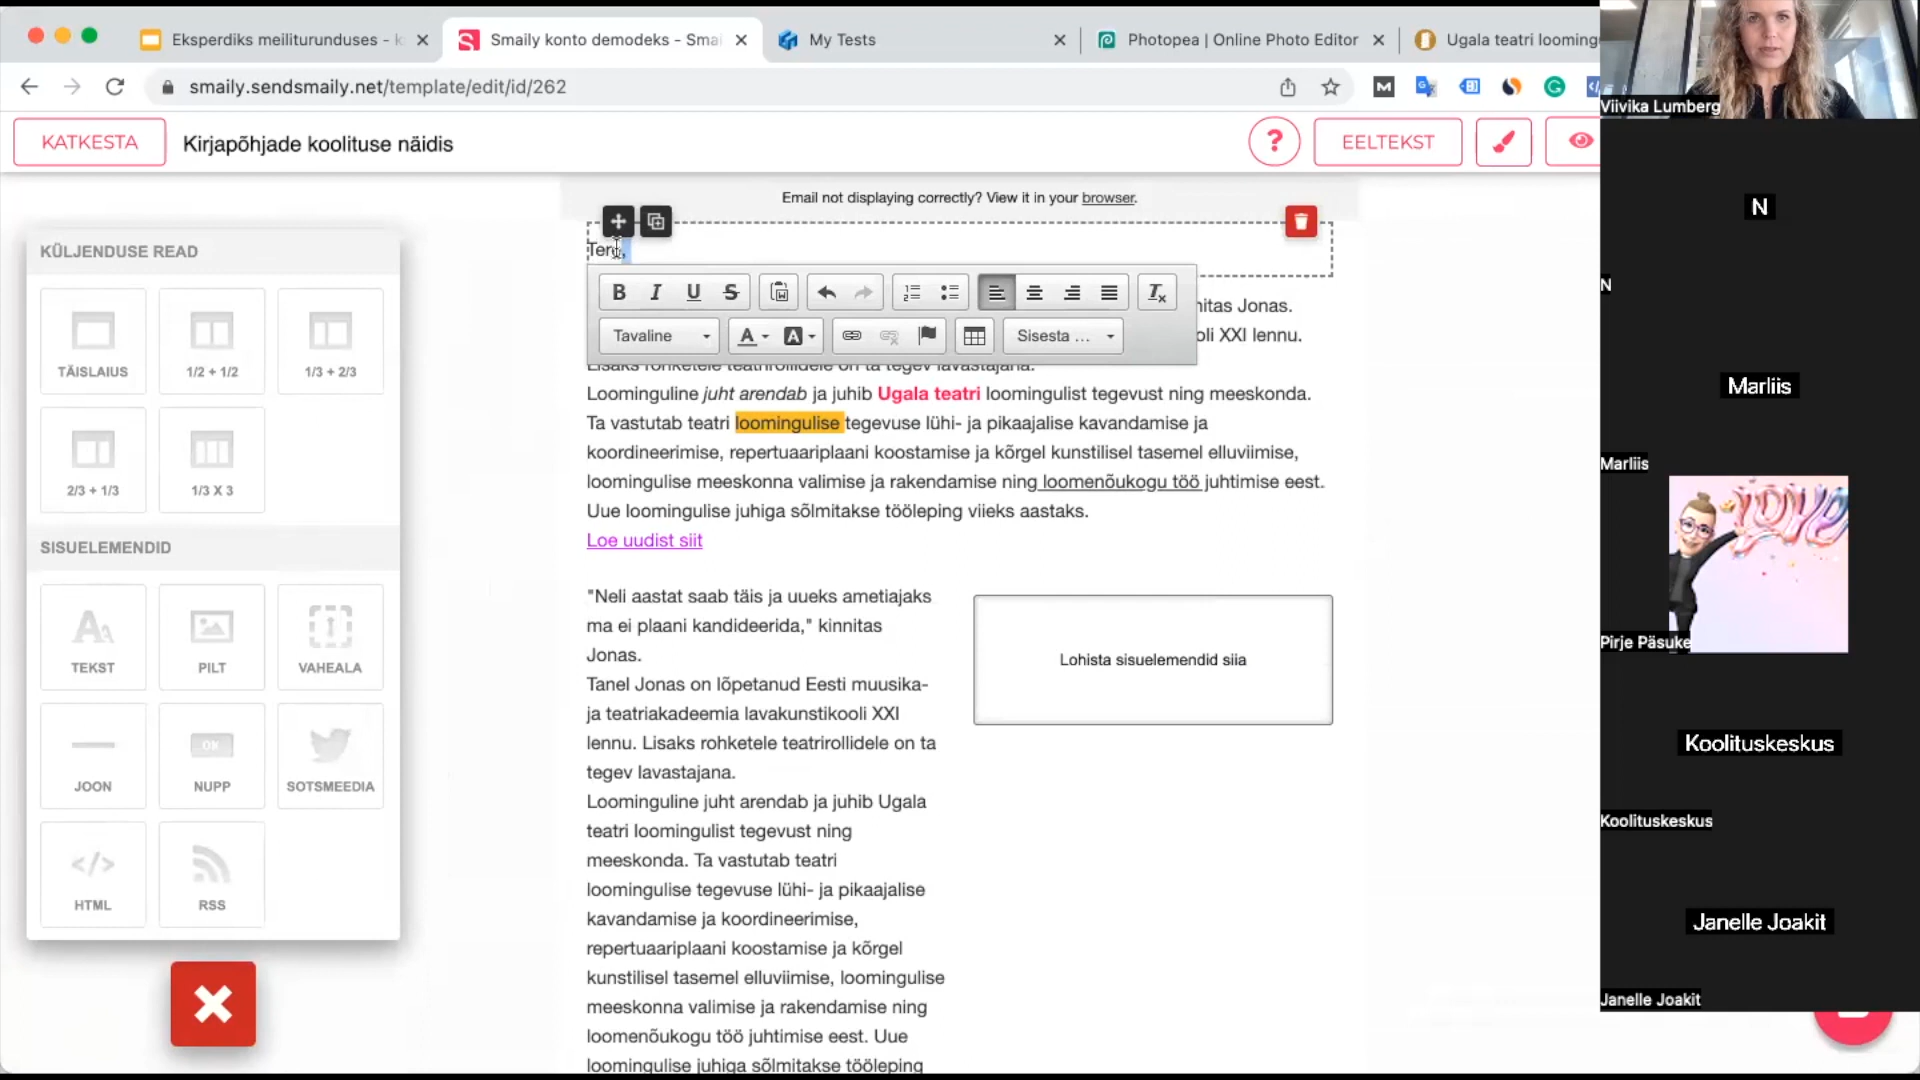 Eksperdiks meiliturunduses - k
Smaily konto demodeks - Smai
My Tests
Photopea | Online Photo Editor
Ugala teatri looming
smaily.sendsmaily.net/template/edit/id/262
KATKESTA
Kirjapõhjade koolituse näidis
?
EELTEKST
Email not displaying correctly? View it in your browser.
KÜLJENDUSE READ
TÄISLAIUS
1/2 + 1/2
1/3 + 2/3
2/3 + 1/3
1/3 X 3
SISUELEMENDID
TEKST
PILT
VAHEALA
JOON
OK
NUPP
SOTSMEEDIA
HTML
RSS
Tere,
B I U S
Tavaline
Sisesta ...
nitas Jonas.
oli XXI lennu.
Lisaks rohketele teatrirollidele on ta tegev lavastajana.
Loominguline juht arendab ja juhib Ugala teatri loomingulist tegevust ning meeskonda.
Ta vastutab teatri loomingulise tegevuse lühi- ja pikaajalise kavandamise ja
koordineerimise, repertuaariplaani koostamise ja kõrgel kunstilisel tasemel elluviimise,
loomingulise meeskonna valimise ja rakendamise ning loomenõukogu töö juhtimise eest.
Uue loomingulise juhiga sõlmitakse tööleping viieks aastaks.
Loe uudist siit
"Neli aastat saab täis ja uueks ametiajaks
ma ei plaani kandideerida," kinnitas
Jonas.
Tanel Jonas on lõpetanud Eesti muusika-
ja teatriakadeemia lavakunstikooli XXI
lennu. Lisaks rohketele teatrirollidele on ta
tegev lavastajana.
Loominguline juht arendab ja juhib Ugala
teatri loomingulist tegevust ning
meeskonda. Ta vastutab teatri
loomingulise tegevuse lühi- ja pikaajalise
kavandamise ja koordineerimise,
repertuaariplaani koostamise ja kõrgel
kunstilisel tasemel elluviimise, loomingulise
meeskonna valimise ja rakendamise ning
loomenõukogu töö juhtimise eest. Uue
loomingulise juhiga sõlmitakse tööleping
Lohista sisuelemendid siia
Viivika Lumberg
N
N
Marliis
Marliis
Pirje Päsuke
Koolituskeskus
Koolituskeskus
Janelle Joakit
Janelle Joakit